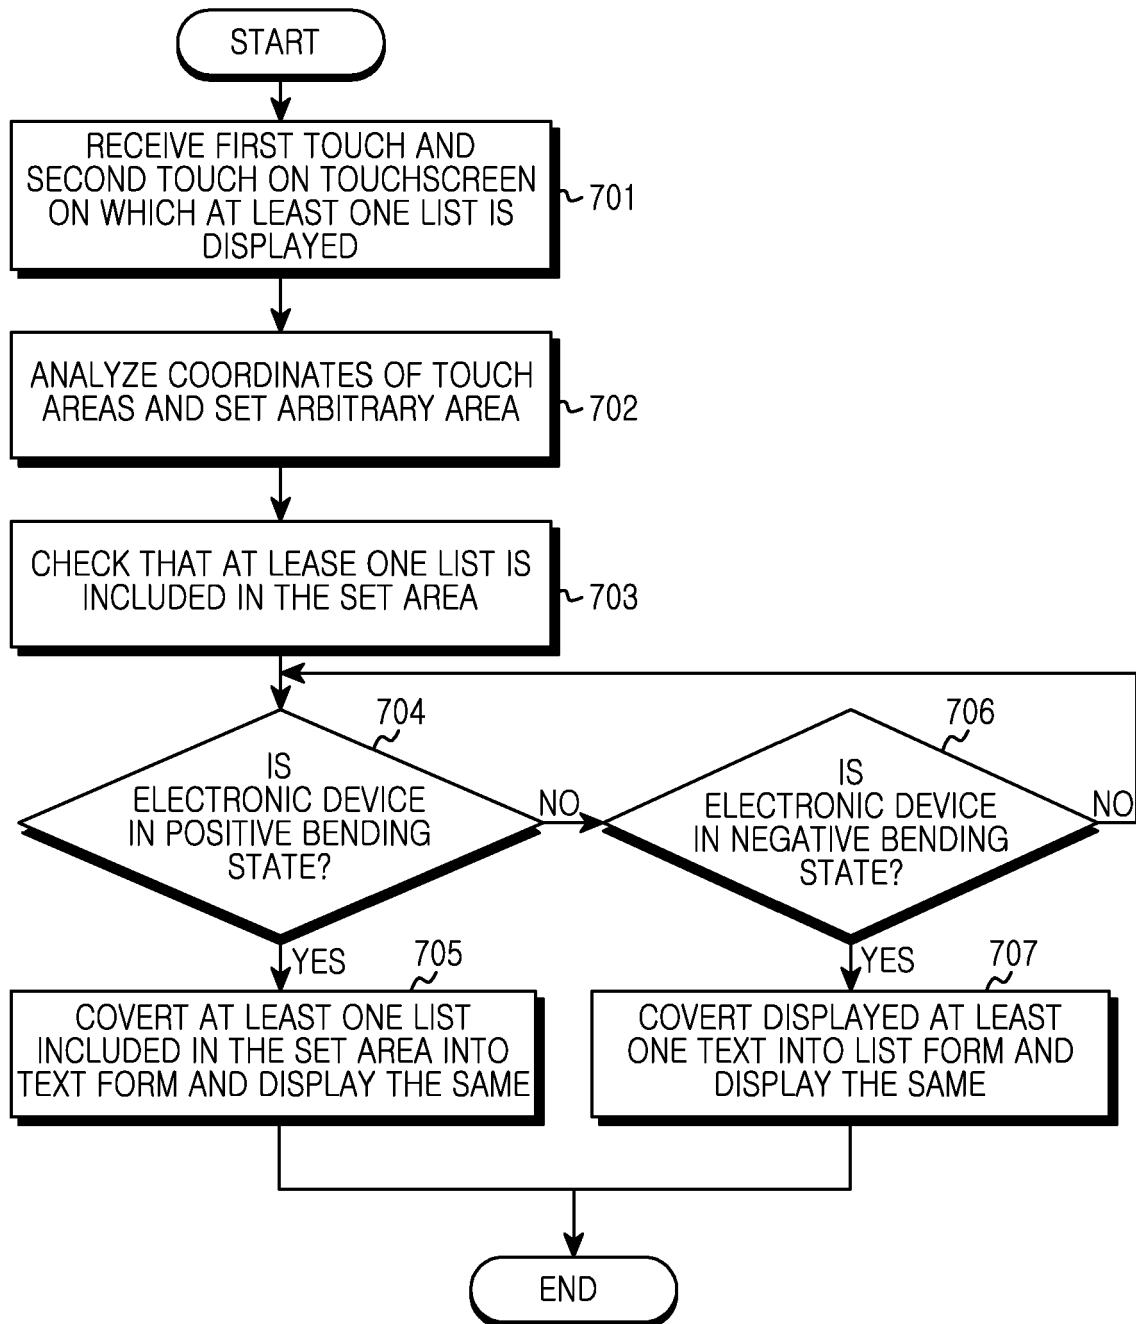 START
RECEIVE FIRST TOUCH AND
SECOND TOUCH ON TOUCHSCREEN
ON WHICH AT LEAST ONE LIST IS
DISPLAYED
701
ANALYZE COORDINATES OF TOUCH
AREAS AND SET ARBITRARY AREA
702
CHECK THAT AT LEASE ONE LIST IS
INCLUDED IN THE SET AREA
703
704
IS
ELECTRONIC DEVICE
IN POSITIVE BENDING
STATE?
NO
706
IS
ELECTRONIC DEVICE
IN NEGATIVE BENDING
STATE?
NO
YES
705
COVERT AT LEAST ONE LIST
INCLUDED IN THE SET AREA INTO
TEXT FORM AND DISPLAY THE SAME
YES
707
COVERT DISPLAYED AT LEAST
ONE TEXT INTO LIST FORM AND
DISPLAY THE SAME
END